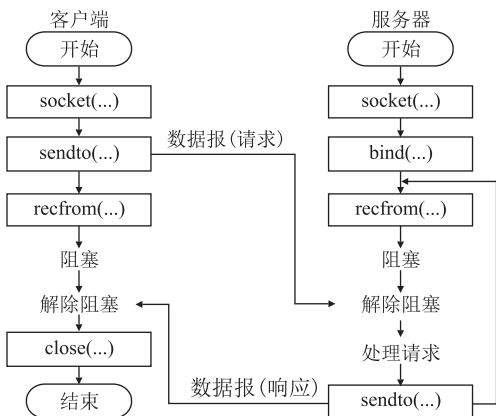 客户端
开始
socket(...)
sendto(...)
recfrom(...)
阻塞
解除阻塞
close(...)
结束
数据报(请求)
数据报(响应)
服务器
开始
socket(...)
bind(...)
recfrom(...)
阻塞
解除阻塞
处理请求
sendto(...)